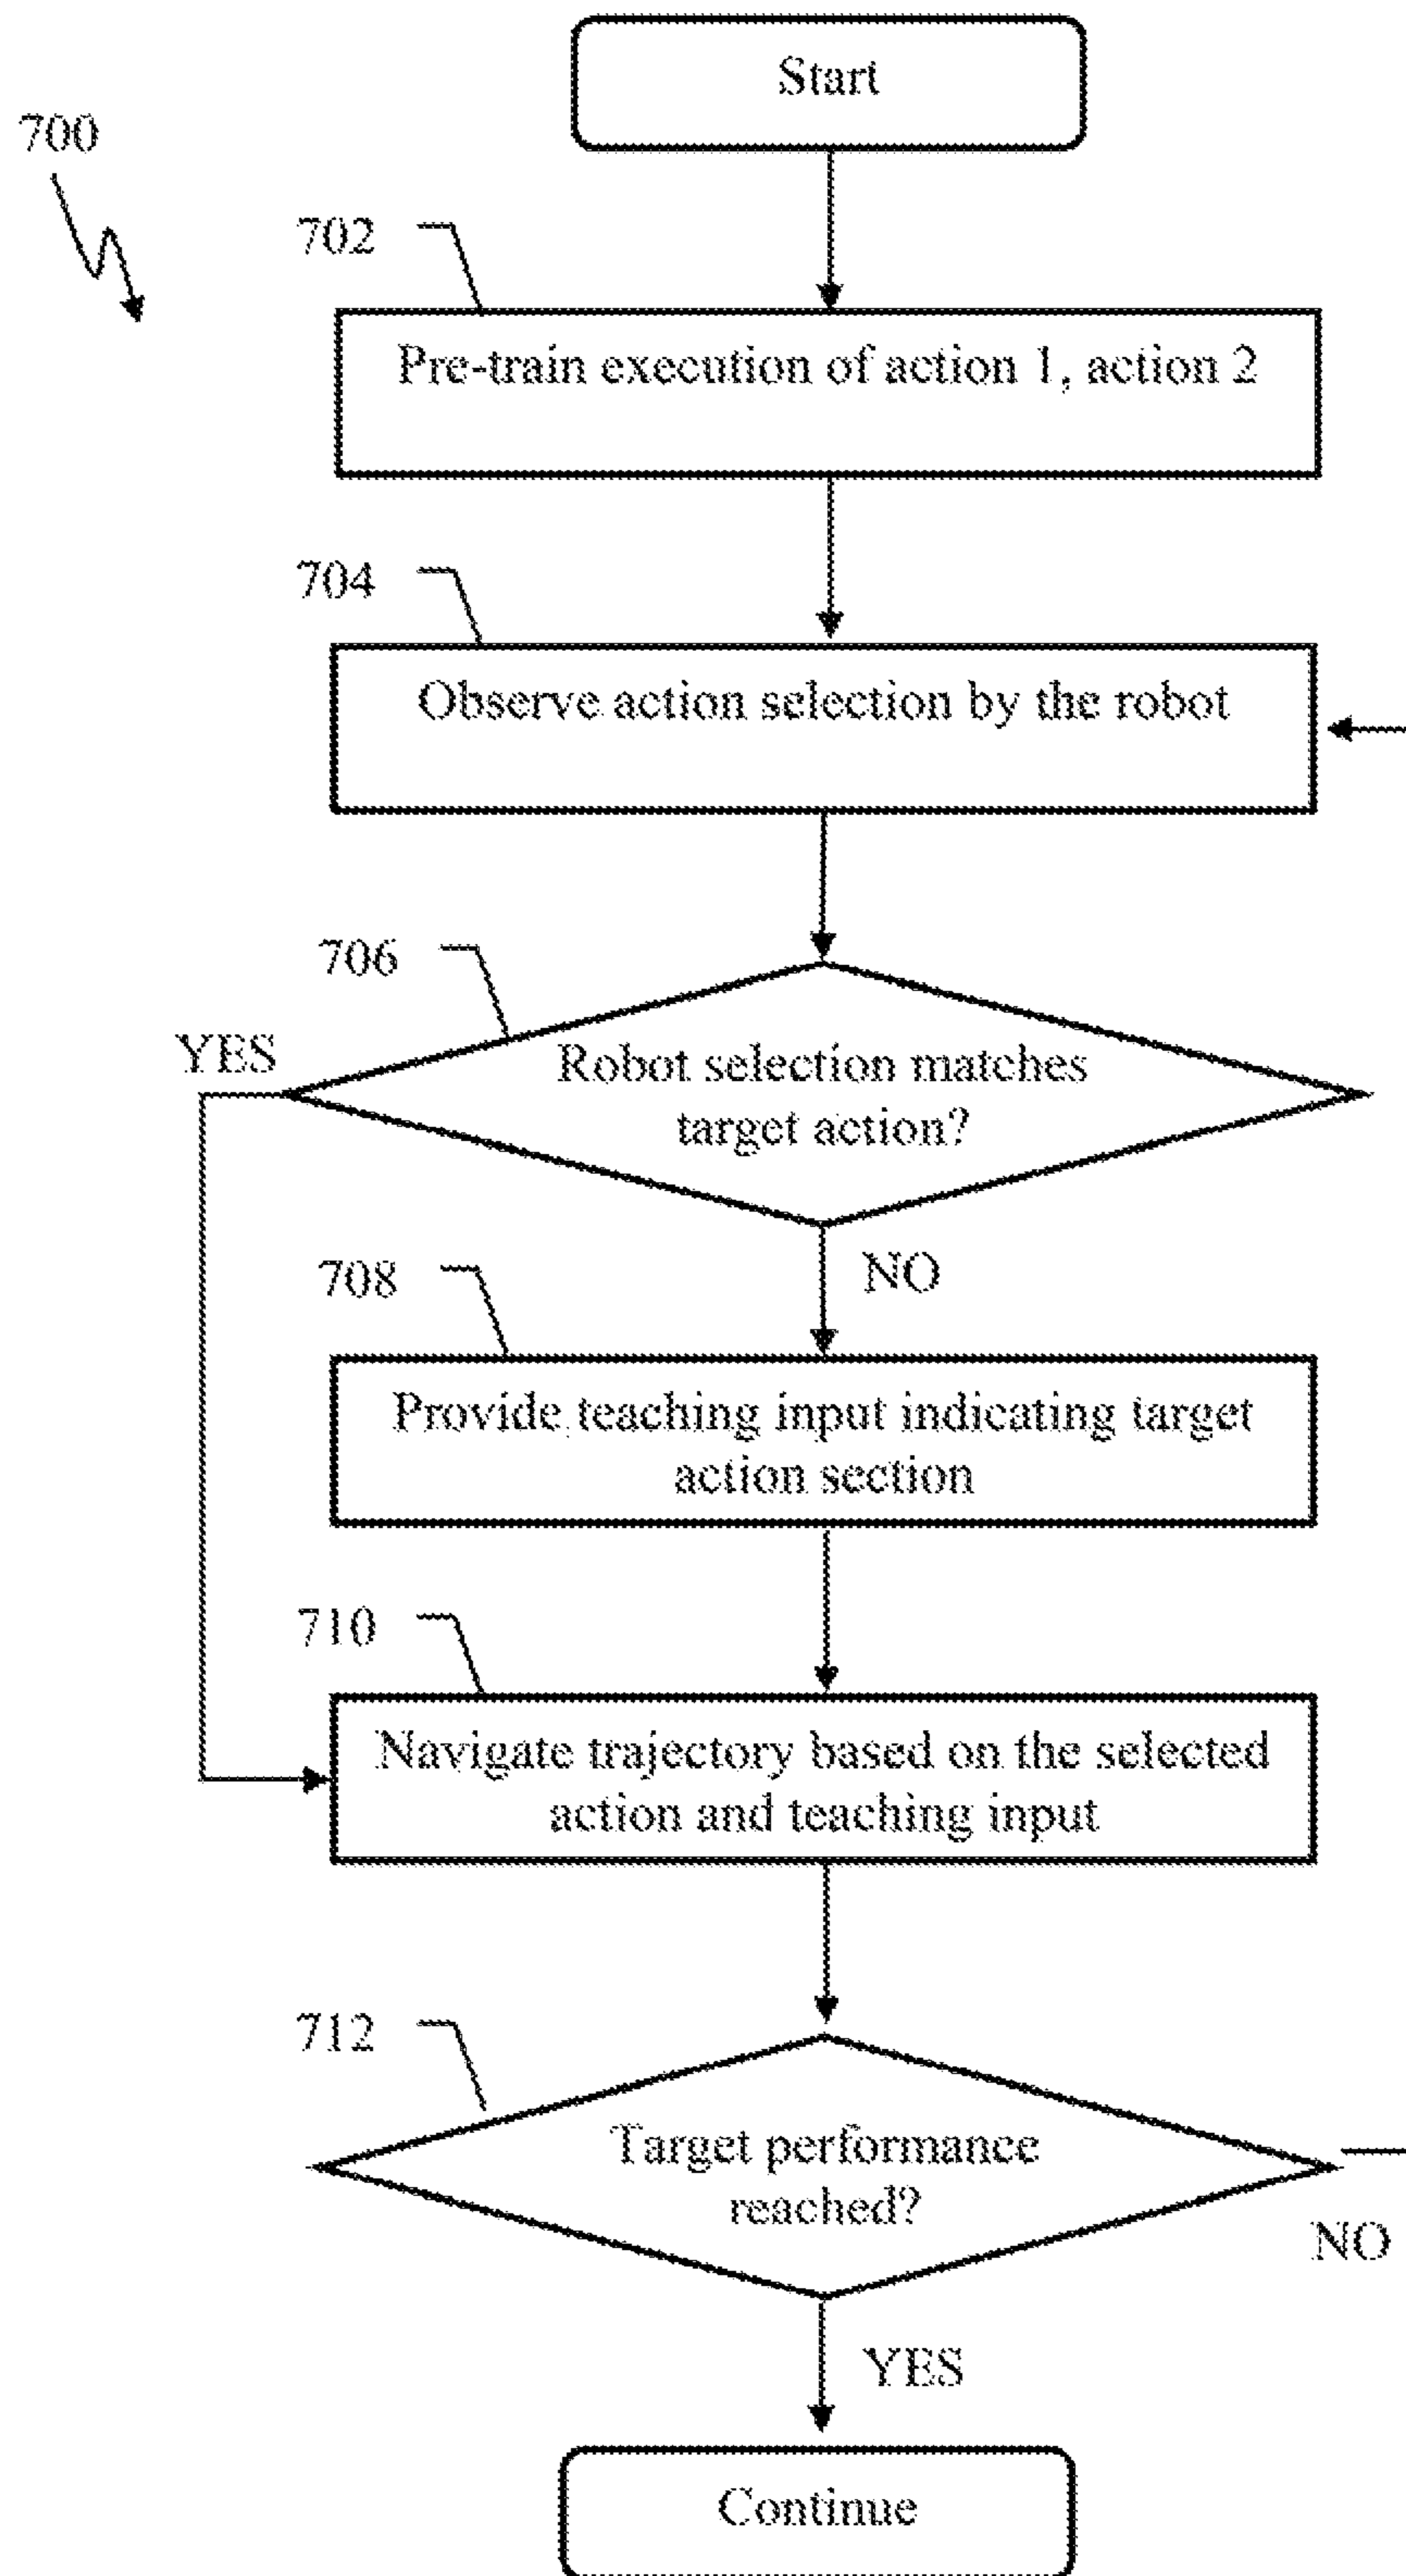 Start
700
702
Pre-train execution of action 1, action 2
704
Observe action selection by the robot
706
YES
Robot selection matches
target action?
NO
708
Provide teaching input indicating target
action section
710
Navigate trajectory based on the selected
action and teaching input
712
Target performance
reached?
NO
YES
Continue